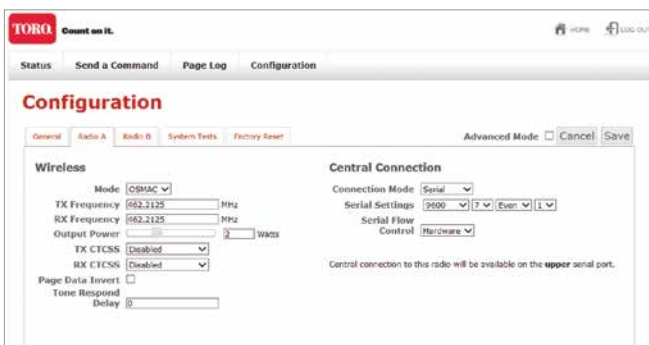 TORO. Count on it.
HOME LOG OUT
Status Send a Command Page Log Configuration
Configuration
General Radio A Radio B System Tests Factory Reset
Advanced Mode Cancel Save
Wireless
Mode OSMAC
TX Frequency 462.2125 MHz
RX Frequency 462.2125 MHz
Output Power 2 Watts
TX CTCSS Disabled
RX CTCSS Disabled
Page Data Invert
Tone Respond
Delay 0
Central Connection
Connection Mode Serial
Serial Settings 9600 7 Even 1
Serial Flow
Control Hardware
Central connection to this radio will be available on the upper serial port.